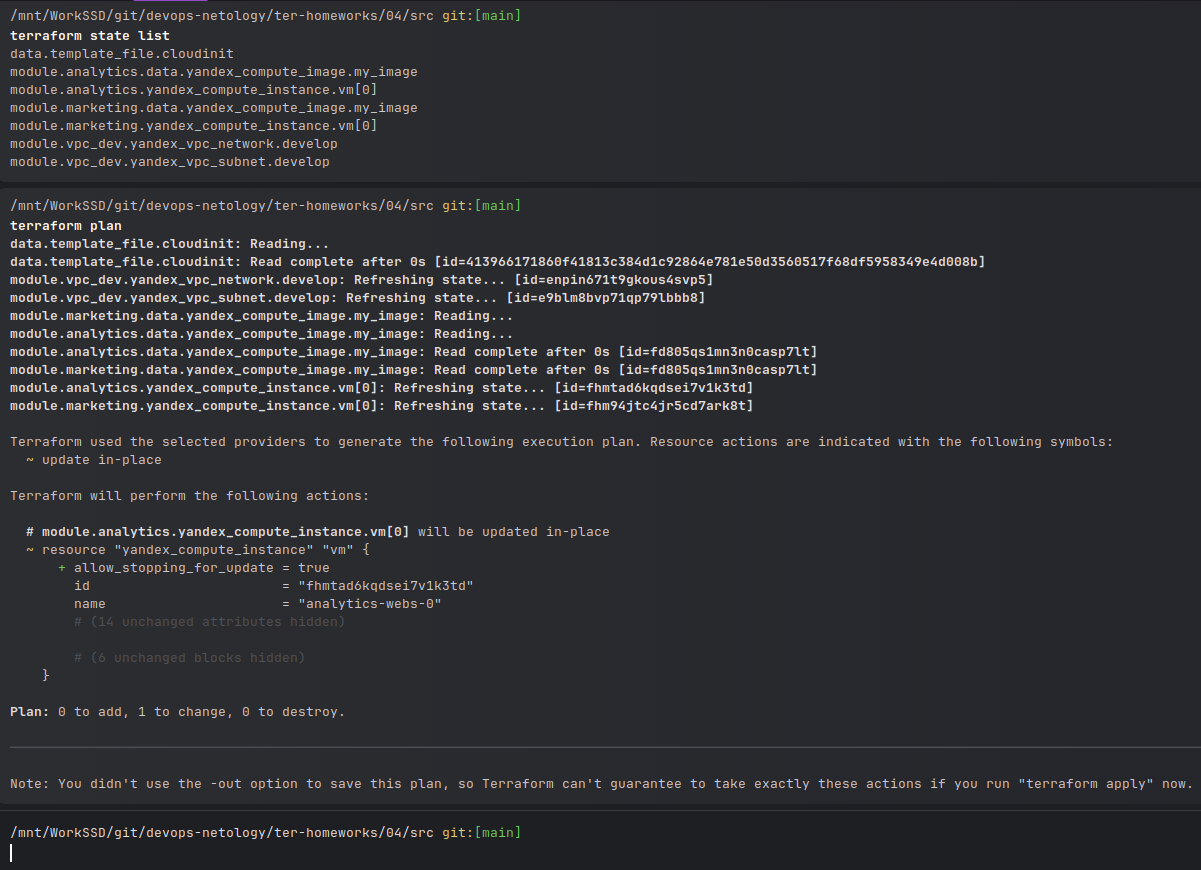 /mnt/WorkSSD/git/devops-netology/ter-homeworks/04/src git:[main]
terraform state list
data.template_file.cloudinit
module.analytics.data.yandex_compute_image.my_image
module.analytics.yandex_compute_instance.vm[0]
module.marketing.data.yandex_compute_image.my_image
module.marketing.yandex_compute_instance.vm[0]
module.vpc_dev.yandex_vpc_network.develop
module.vpc_dev.yandex_vpc_subnet.develop
/mnt/WorkSSD/git/devops-netology/ter-homeworks/04/src git:[main]
terraform plan
data.template_file.cloudinit: Reading...
data.template_file.cloudinit: Read complete after 0s [id=413966171860f41813c384d1c92864e781e50d3560517f68df5958349e4d008b]
module.vpc_dev.yandex_vpc_network.develop: Refreshing state... [id=enpin671t9gkous4svp5]
module.vpc_dev.yandex_vpc_subnet.develop: Refreshing state... [id=e9blm8bvp71qp79lbbb8]
module.marketing.data.yandex_compute_image.my_image: Reading...
module.analytics.data.yandex_compute_image.my_image: Reading...
module.analytics.data.yandex_compute_image.my_image: Read complete after 0s [id=fd805qs1mn3n0casp7lt]
module.marketing.data.yandex_compute_image.my_image: Read complete after 0s [id=fd805qs1mn3n0casp7lt]
module.analytics.yandex_compute_instance.vm[0]: Refreshing state... [id=fhmtad6kqdsei7v1k3td]
module.marketing.yandex_compute_instance.vm[0]: Refreshing state... [id=fhm94jtc4jr5cd7ark8t]
Terraform used the selected providers to generate the following execution plan. Resource actions are indicated with the following symbols:
~ update in-place
Terraform will perform the following actions:
# module.analytics.yandex_compute_instance.vm[0] will be updated in-place
~ resource "yandex_compute_instance" "vm" {
+ allow_stopping_for_update = true
id = "fhmtad6kqdsei7v1k3td"
name = "analytics-webs-0"
# (14 unchanged attributes hidden)
# (6 unchanged blocks hidden)
}
Plan: 0 to add, 1 to change, 0 to destroy.
Note: You didn't use the -out option to save this plan, so Terraform can't guarantee to take exactly these actions if you run "terraform apply" now.
/mnt/WorkSSD/git/devops-netology/ter-homeworks/04/src git:[main]